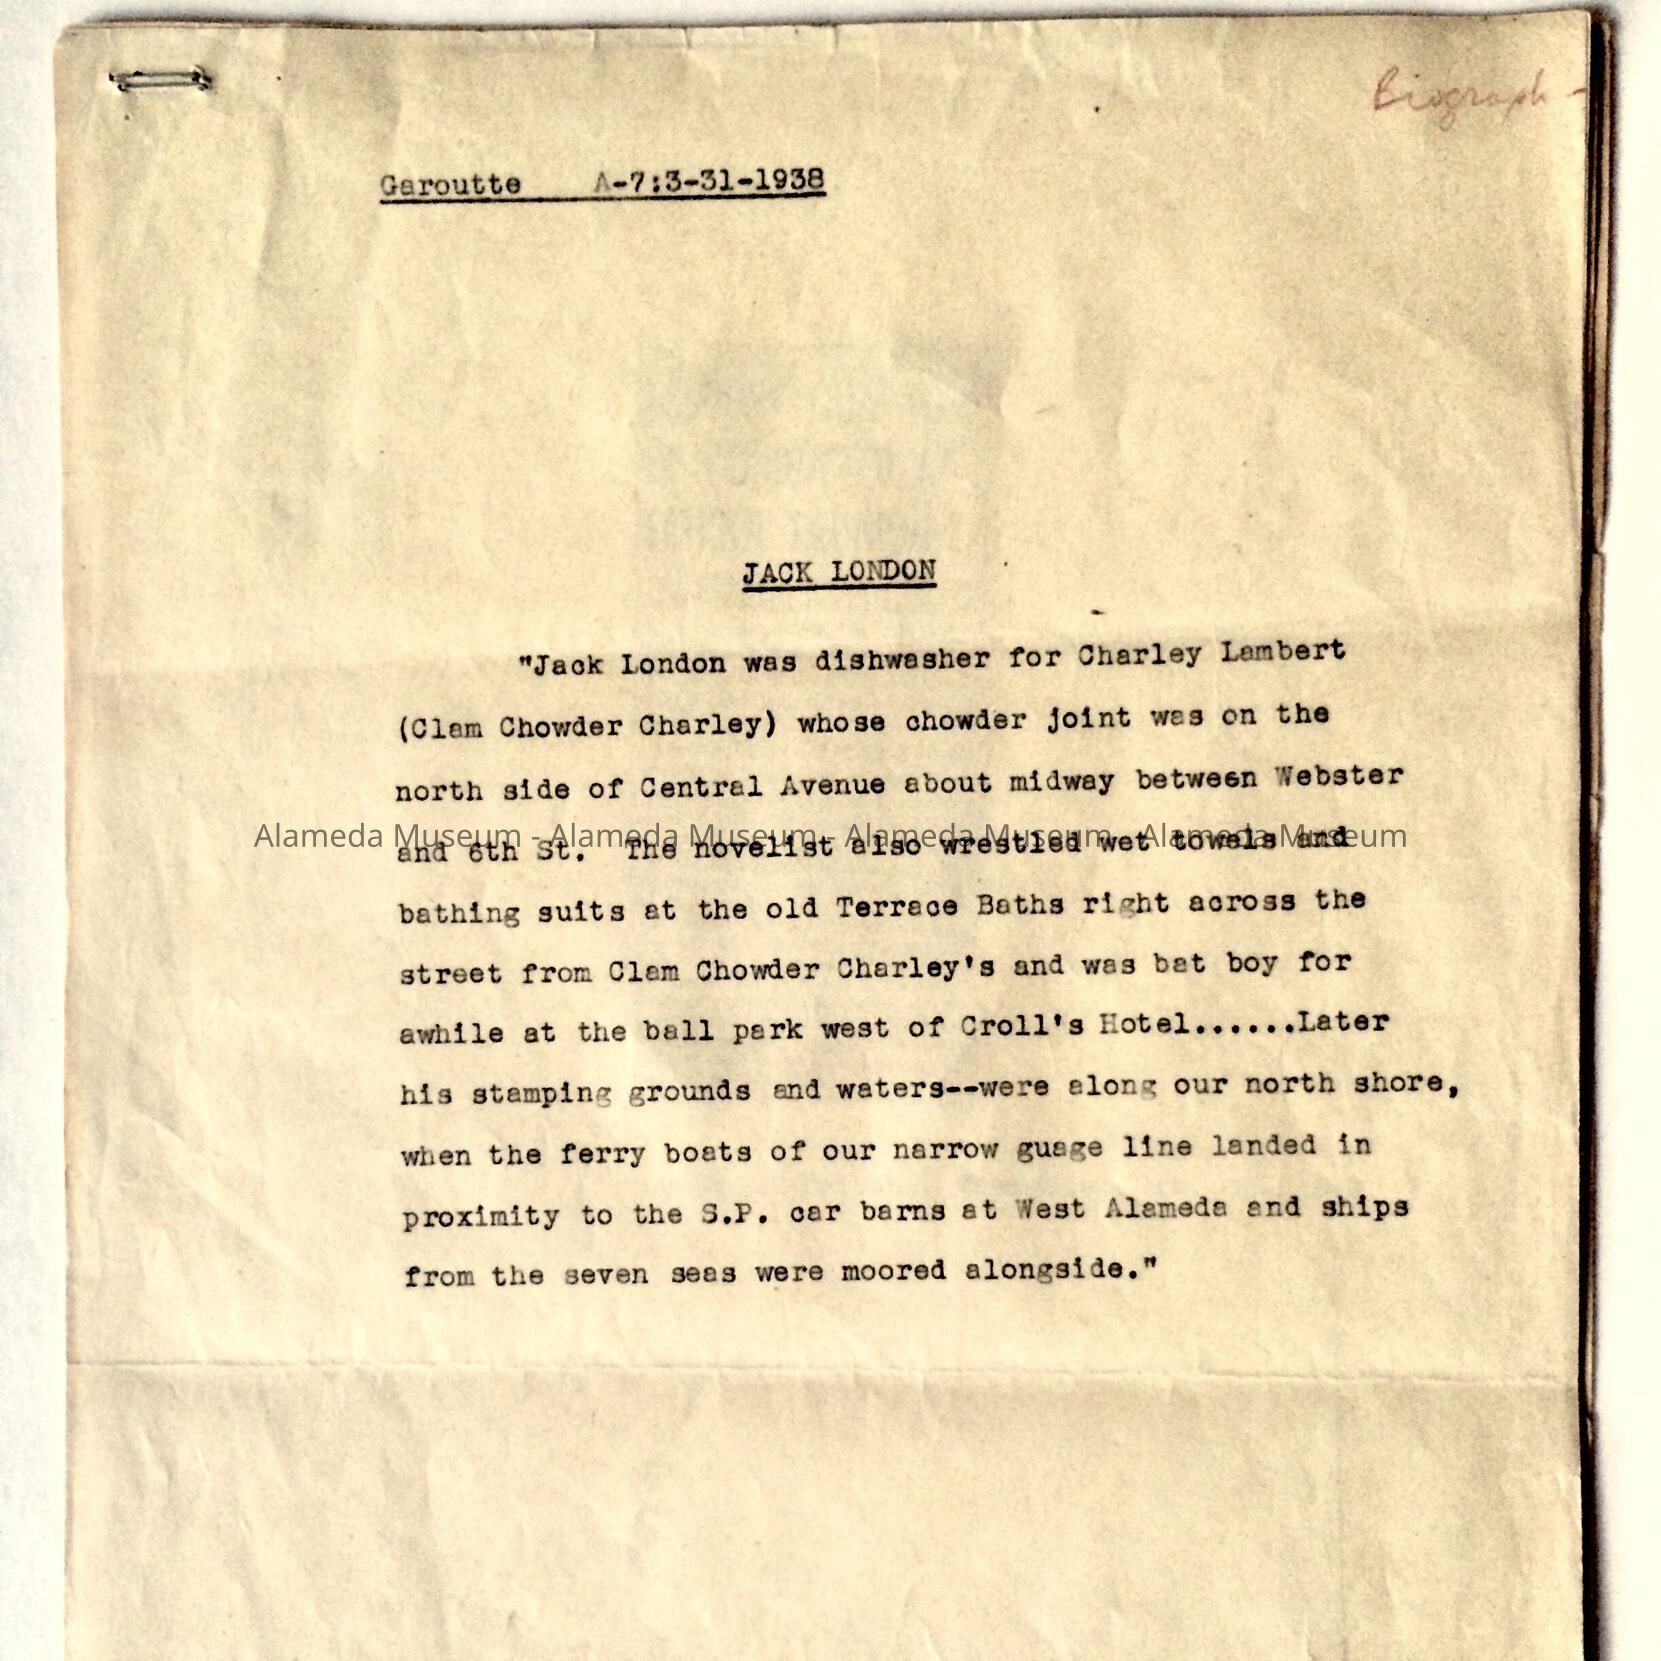 Biograph -
Garoutte A-7:3-31-1938
JACK LONDON
"Jack London was dishwasher for Charley Lambert
(Clam Chowder Charley) whose chowder joint was on the
north side of Central Avenue about midway between Webster
Alameda Museum - Alameda Museum - Alameda Museum - Alameda Museum
and 6th St. The novelist also wrestled wet towels and
bathing suits at the old Terrace Baths right across the
street from Clam Chowder Charley's and was bat boy for
awhile at the ball park west of Croll's Hotel......Later
his stamping grounds and waters--were along our north shore,
when the ferry boats of our narrow guage line landed in
proximity to the S.P. car barns at West Alameda and ships
from the seven seas were moored alongside."